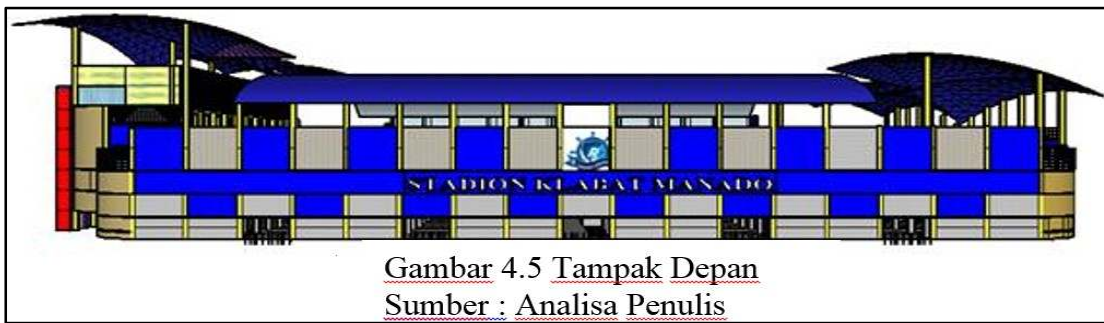 STADION KLABAT MANADO
Gambar 4.5 Tampak Depan
Sumber : Analisa Penulis